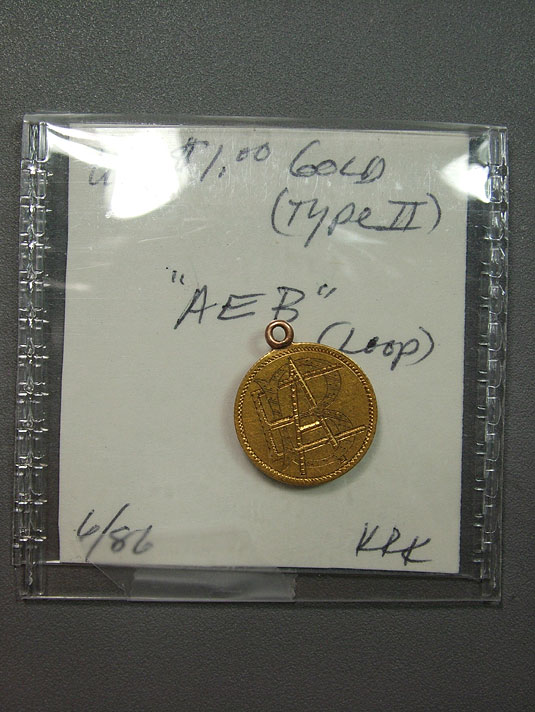 $1.00 GOLD
(TYPE II)
"AEB"
(LOOP)
6/86 KRK